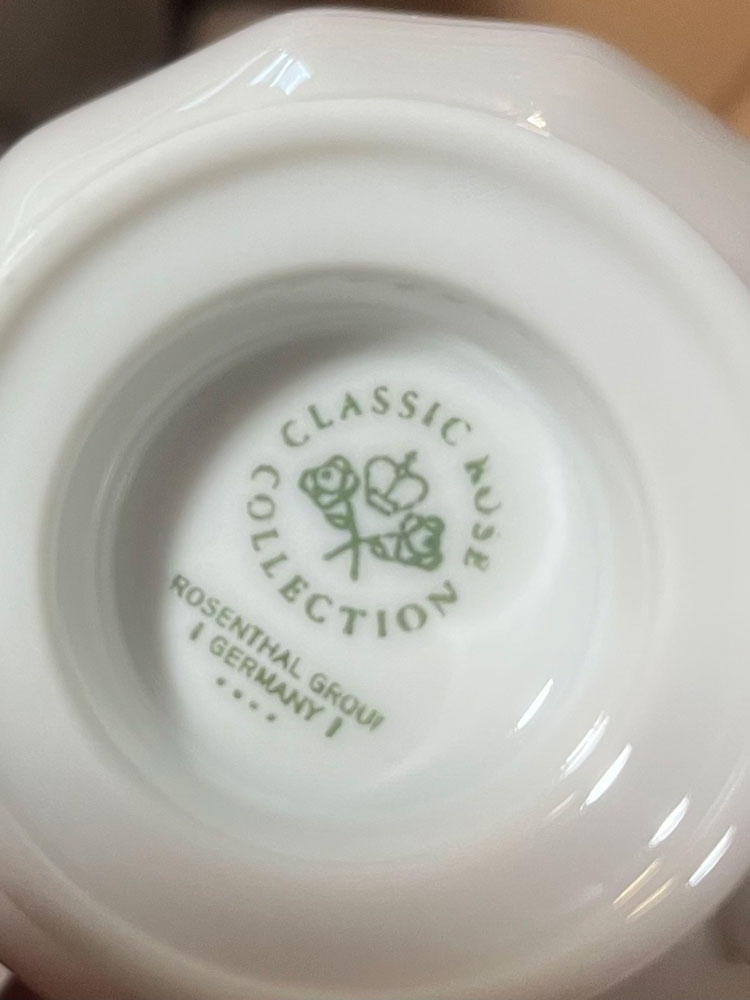 CLASSIC ROSE
COLLECTION
ROSENTHAL GROUP
GERMANY